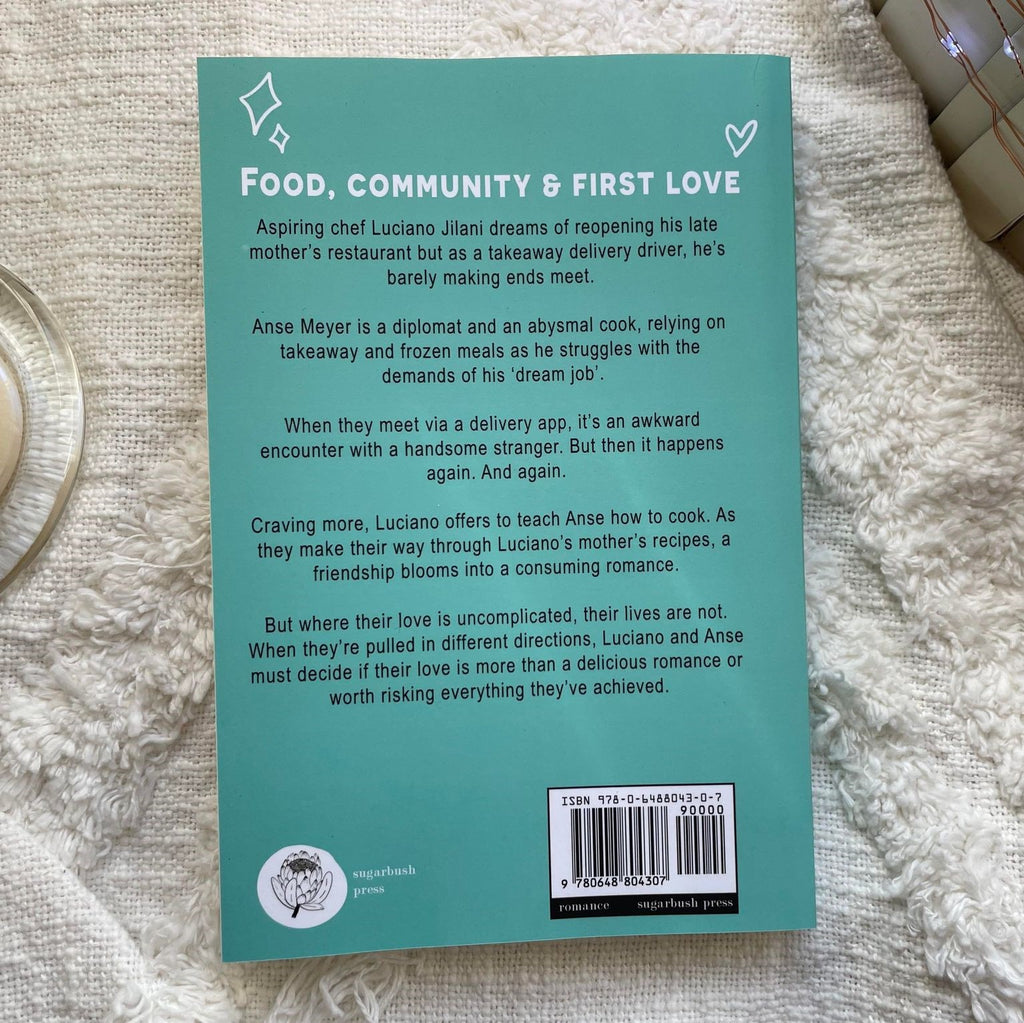 FOOD, COMMUNITY & FIRST LOVE
Aspiring chef Luciano Jilani dreams of reopening his late
mother's restaurant but as a takeaway delivery driver, he's
barely making ends meet.
Anse Meyer is a diplomat and an abysmal cook, relying on
takeaway and frozen meals as he struggles with the
demands of his 'dream job'.
When they meet via a delivery app, it's an awkward
encounter with a handsome stranger. But then it happens
again. And again.
Craving more, Luciano offers to teach Anse how to cook. As
they make their way through Luciano's mother's recipes, a
friendship blooms into a consuming romance.
But where their love is uncomplicated, their lives are not.
When they're pulled in different directions, Luciano and Anse
must decide if their love is more than a delicious romance or
worth risking everything they've achieved.
sugarbush
press
ISBN 978-0-6488043-0-7
90000
9 780648 804307
romance sugarbush press